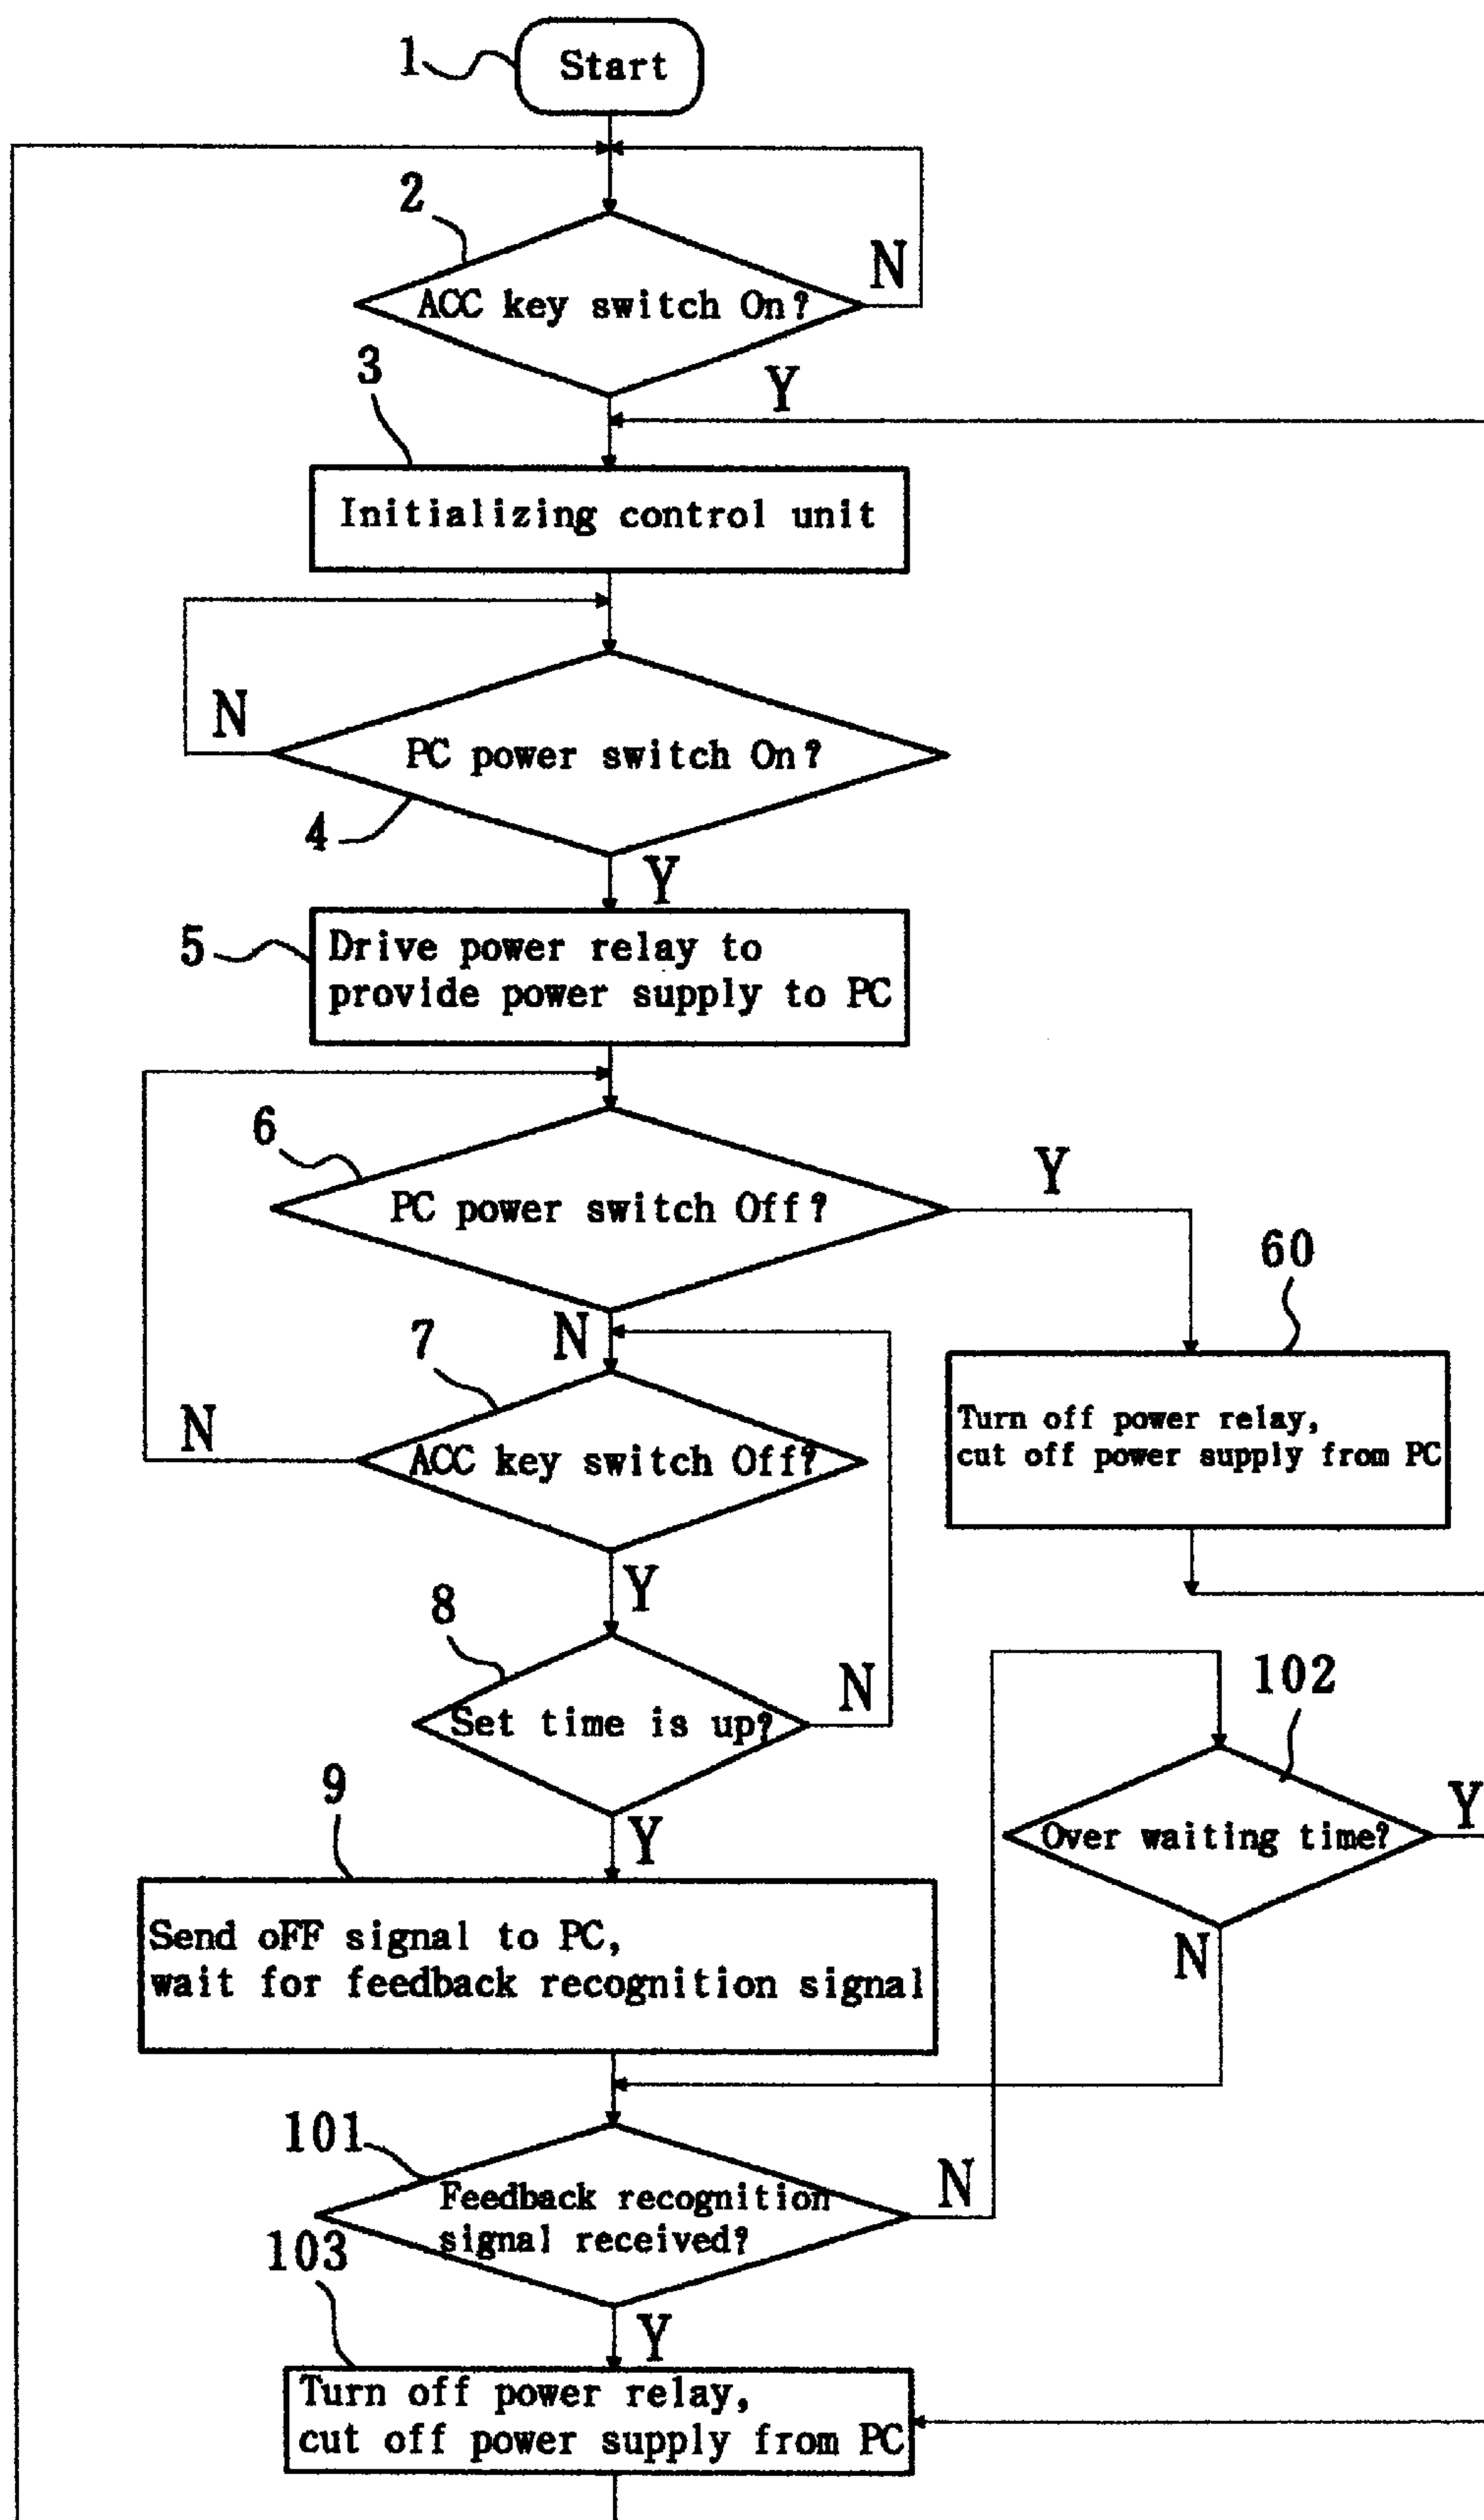 1
Start
2
N
ACC key switch On?
3
Y
Initializing control unit
N
PC power switch On?
4
Y
5
Drive power relay to
provide power supply to PC
6
Y
PC power switch Off?
60
N
7
Turn off power relay,
cut off power supply from PC
N
ACC key switch Off?
Y
8
N
102
Set time is up?
9
Y
Y
Over waiting time?
Send oFF signal to PC,
wait for feedback recognition signal
N
101
N
Feedback recognition
signal received?
103
Y
Turn off power relay,
cut off power supply from PC